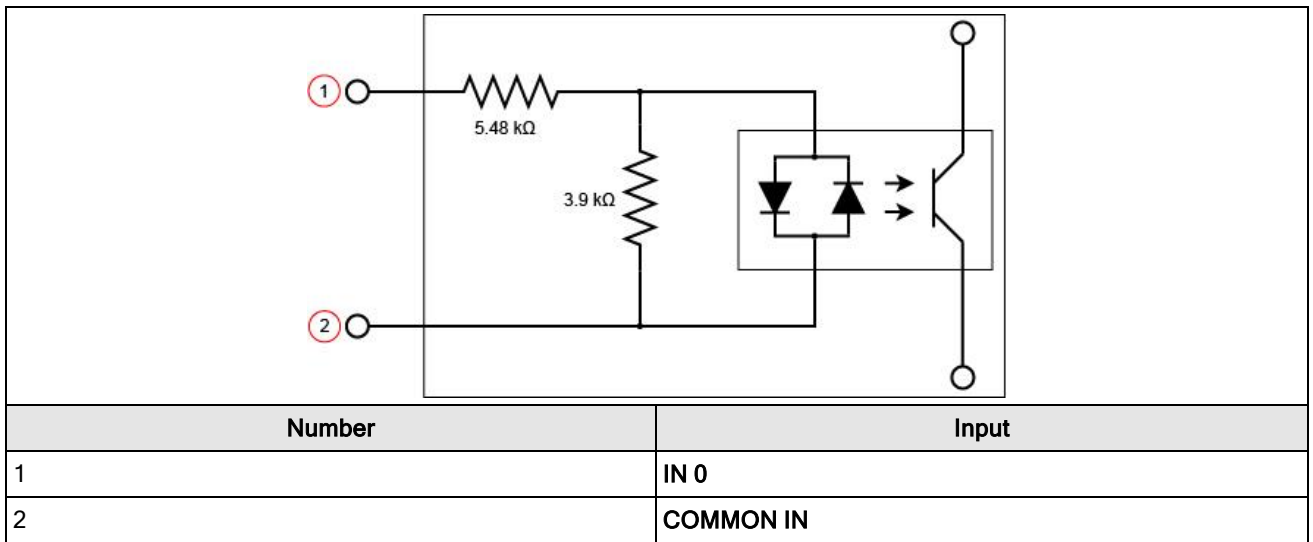 1
5.48 kΩ
3.9 kΩ
2
Number Input
1 IN 0
2 COMMON IN